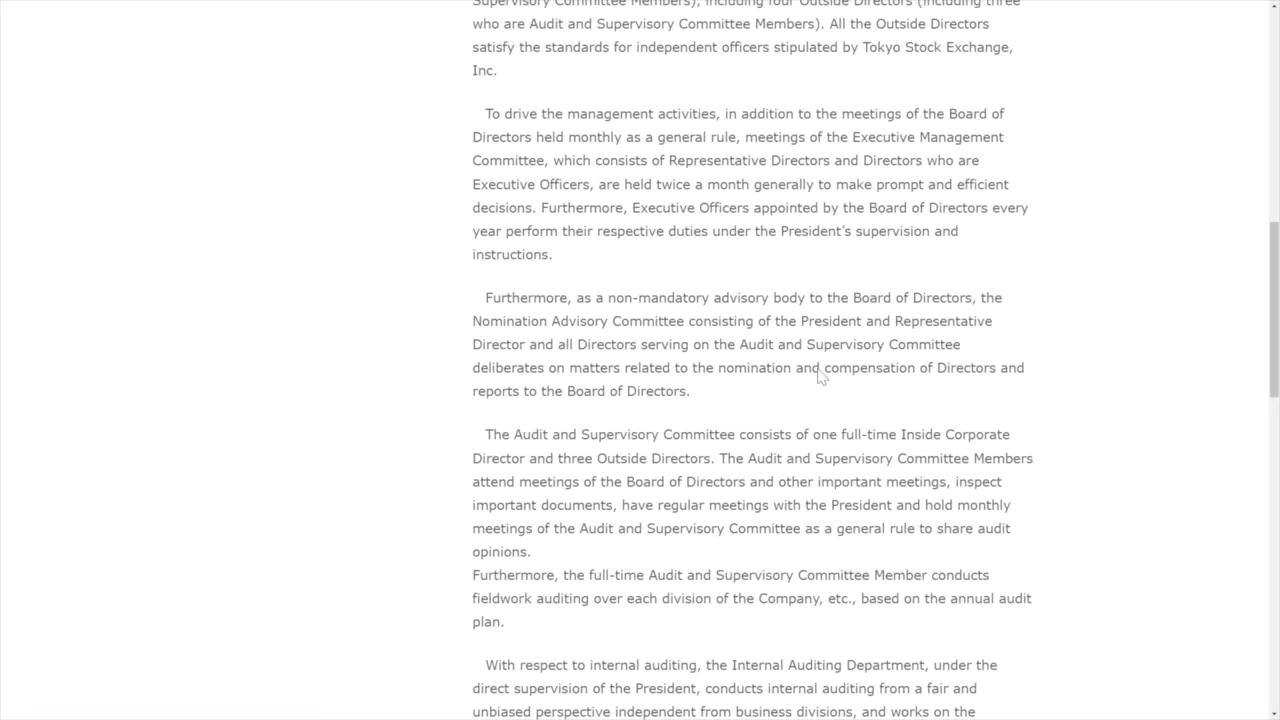 Supervisory Committee Members), including four Outside Directors (including three
who are Audit and Supervisory Committee Members). All the Outside Directors
satisfy the standards for independent officers stipulated by Tokyo Stock Exchange,
Inc.
To drive the management activities, in addition to the meetings of the Board of
Directors held monthly as a general rule, meetings of the Executive Management
Committee, which consists of Representative Directors and Directors who are
Executive Officers, are held twice a month generally to make prompt and efficient
decisions. Furthermore, Executive Officers appointed by the Board of Directors every
year perform their respective duties under the President’s supervision and
instructions.
Furthermore, as a non-mandatory advisory body to the Board of Directors, the
Nomination Advisory Committee consisting of the President and Representative
Director and all Directors serving on the Audit and Supervisory Committee
deliberates on matters related to the nomination and compensation of Directors and
reports to the Board of Directors.
The Audit and Supervisory Committee consists of one full-time Inside Corporate
Director and three Outside Directors. The Audit and Supervisory Committee Members
attend meetings of the Board of Directors and other important meetings, inspect
important documents, have regular meetings with the President and hold monthly
meetings of the Audit and Supervisory Committee as a general rule to share audit
opinions.
Furthermore, the full-time Audit and Supervisory Committee Member conducts
fieldwork auditing over each division of the Company, etc., based on the annual audit
plan.
With respect to internal auditing, the Internal Auditing Department, under the
direct supervision of the President, conducts internal auditing from a fair and
unbiased perspective independent from business divisions, and works on the